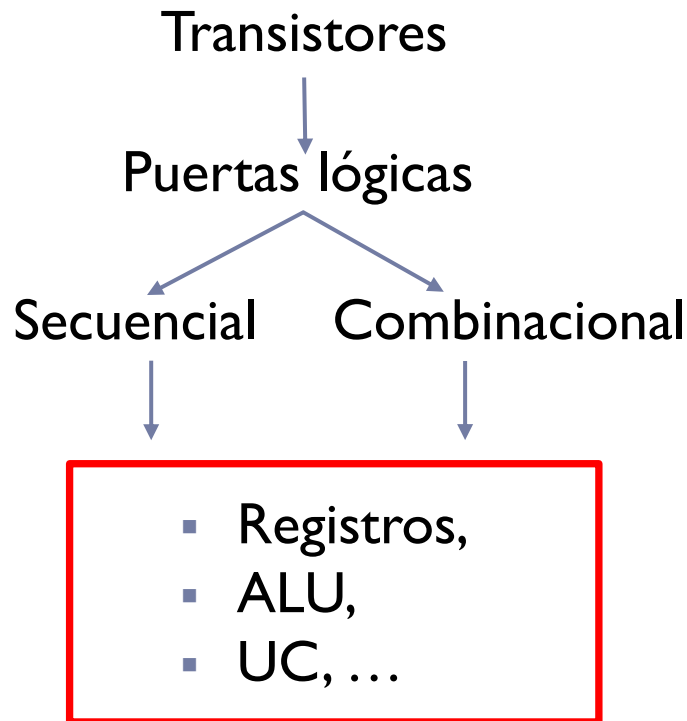 Transistores
Puertas lógicas
Secuencial Combinacional
▪ Registros,
▪ ALU,
▪ UC, …